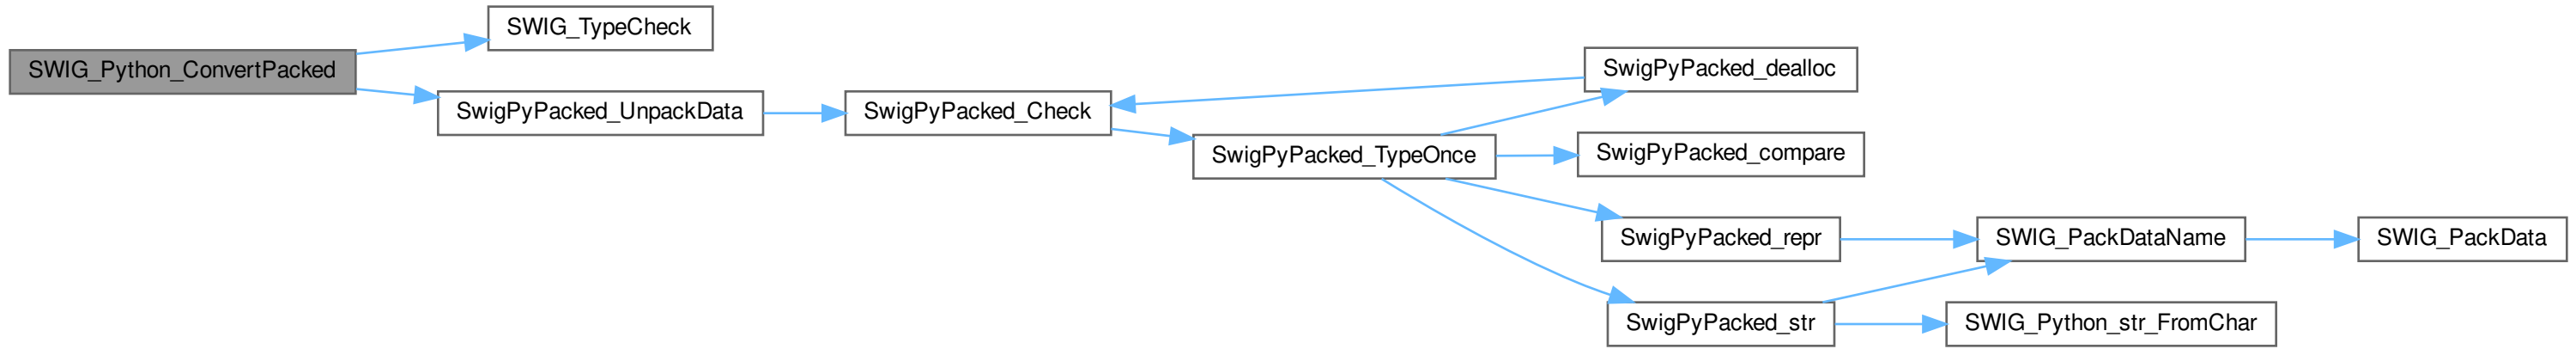 SWIG_Python_ConvertPacked
SWIG_TypeCheck
SwigPyPacked_UnpackData
SwigPyPacked_Check
SwigPyPacked_TypeOnce
SwigPyPacked_dealloc
SwigPyPacked_compare
SwigPyPacked_repr
SwigPyPacked_str
SWIG_PackDataName
SWIG_Python_str_FromChar
SWIG_PackData